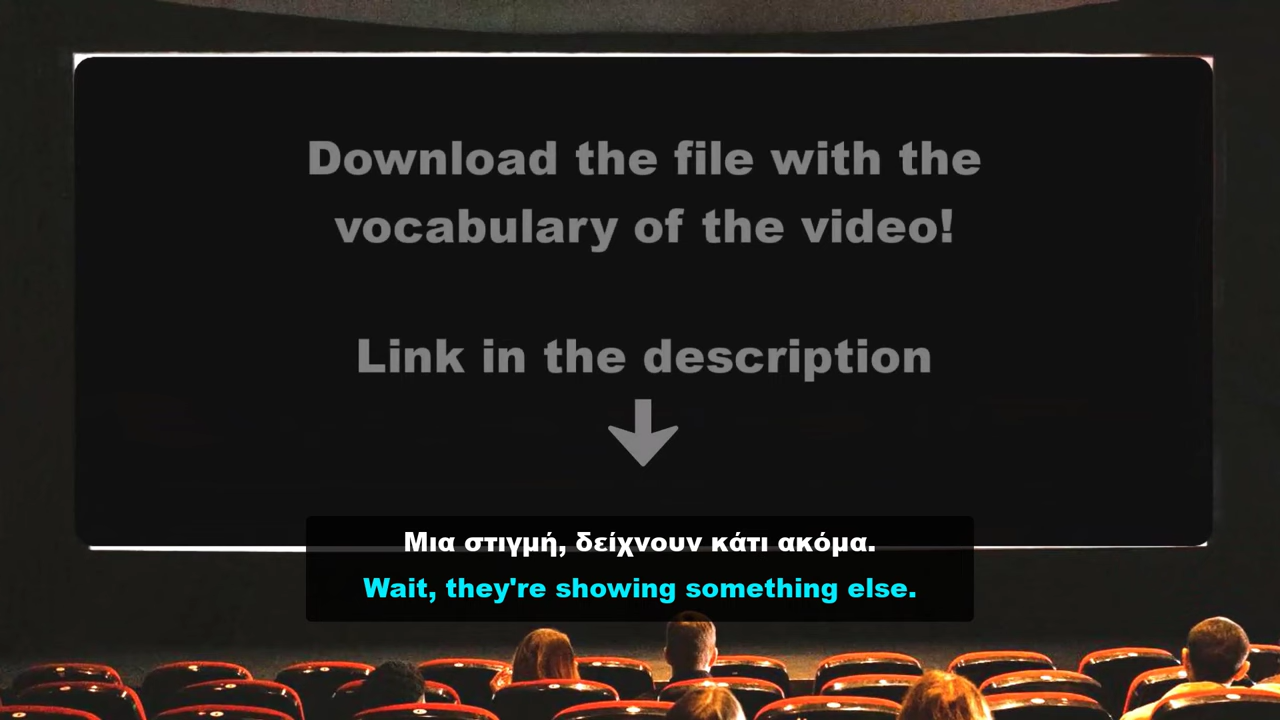 Download the file with the
vocabulary of the video!
Link in the description
Μια στιγμή, δείχνουν κάτι ακόμα.
Wait, they're showing something else.